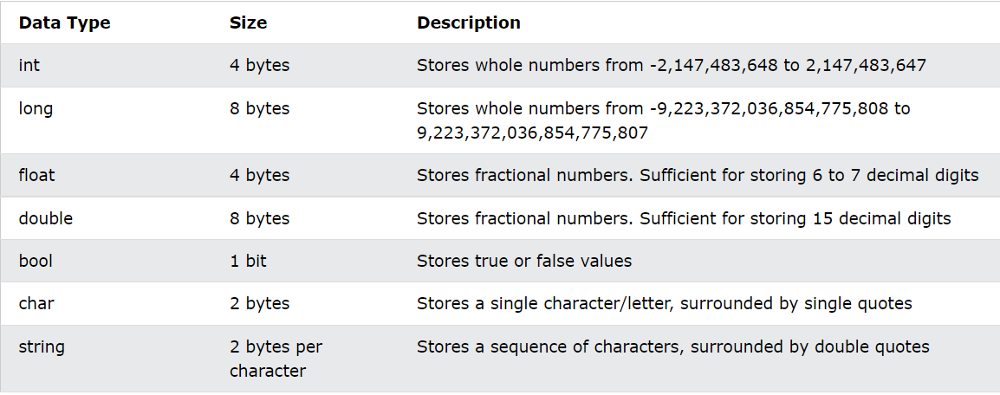 Data Type Size Description
int 4 bytes Stores whole numbers from -2,147,483,648 to 2,147,483,647
long 8 bytes Stores whole numbers from -9,223,372,036,854,775,808 to
9,223,372,036,854,775,807
float 4 bytes Stores fractional numbers. Sufficient for storing 6 to 7 decimal digits
double 8 bytes Stores fractional numbers. Sufficient for storing 15 decimal digits
bool 1 bit Stores true or false values
char 2 bytes Stores a single character/letter, surrounded by single quotes
string 2 bytes per Stores a sequence of characters, surrounded by double quotes
character